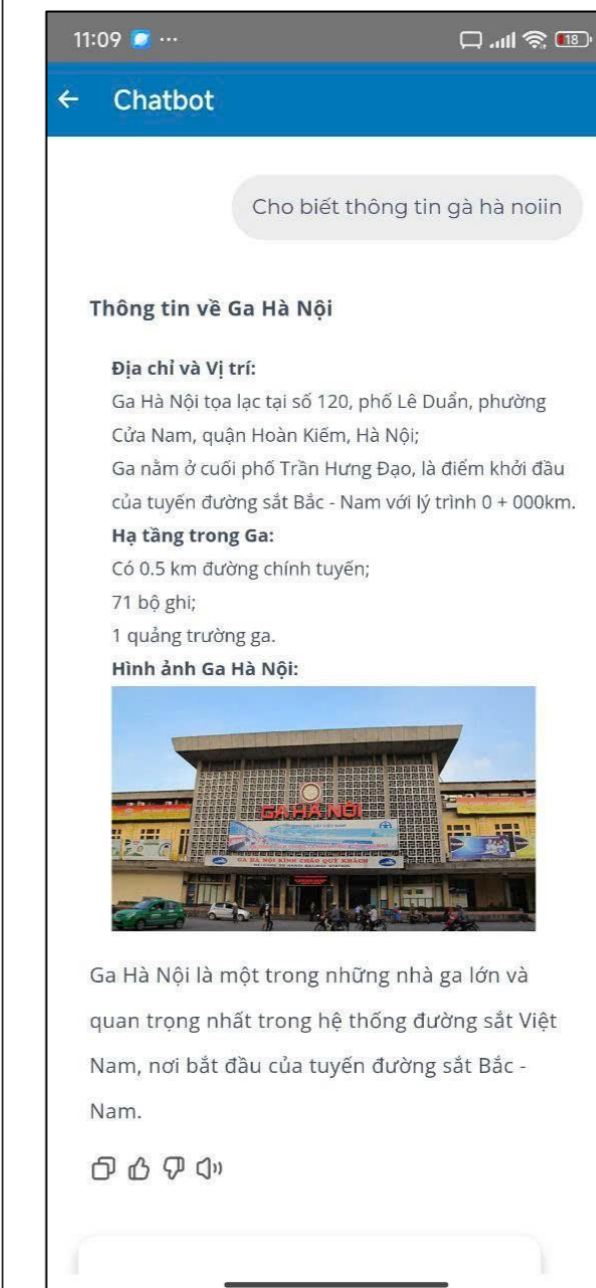 11:09 ...
18
← Chatbot
Cho biết thông tin gà hà noiin
Thông tin về Ga Hà Nội
Địa chỉ và Vị trí:
Ga Hà Nội tọa lạc tại số 120, phố Lê Duẩn, phường
Cửa Nam, quận Hoàn Kiếm, Hà Nội;
Ga nằm ở cuối phố Trần Hưng Đạo, là điểm khởi đầu
của tuyến đường sắt Bắc - Nam với lý trình 0 + 000km.
Hạ tầng trong Ga:
Có 0.5 km đường chính tuyến;
71 bộ ghi;
1 quảng trường ga.
Hình ảnh Ga Hà Nội:
GA HÀ NỘI
GA HÀ NỘI KÍNH CHÀO QUÝ KHÁCH
Ga Hà Nội là một trong những nhà ga lớn và
quan trọng nhất trong hệ thống đường sắt Việt
Nam, nơi bắt đầu của tuyến đường sắt Bắc -
Nam.